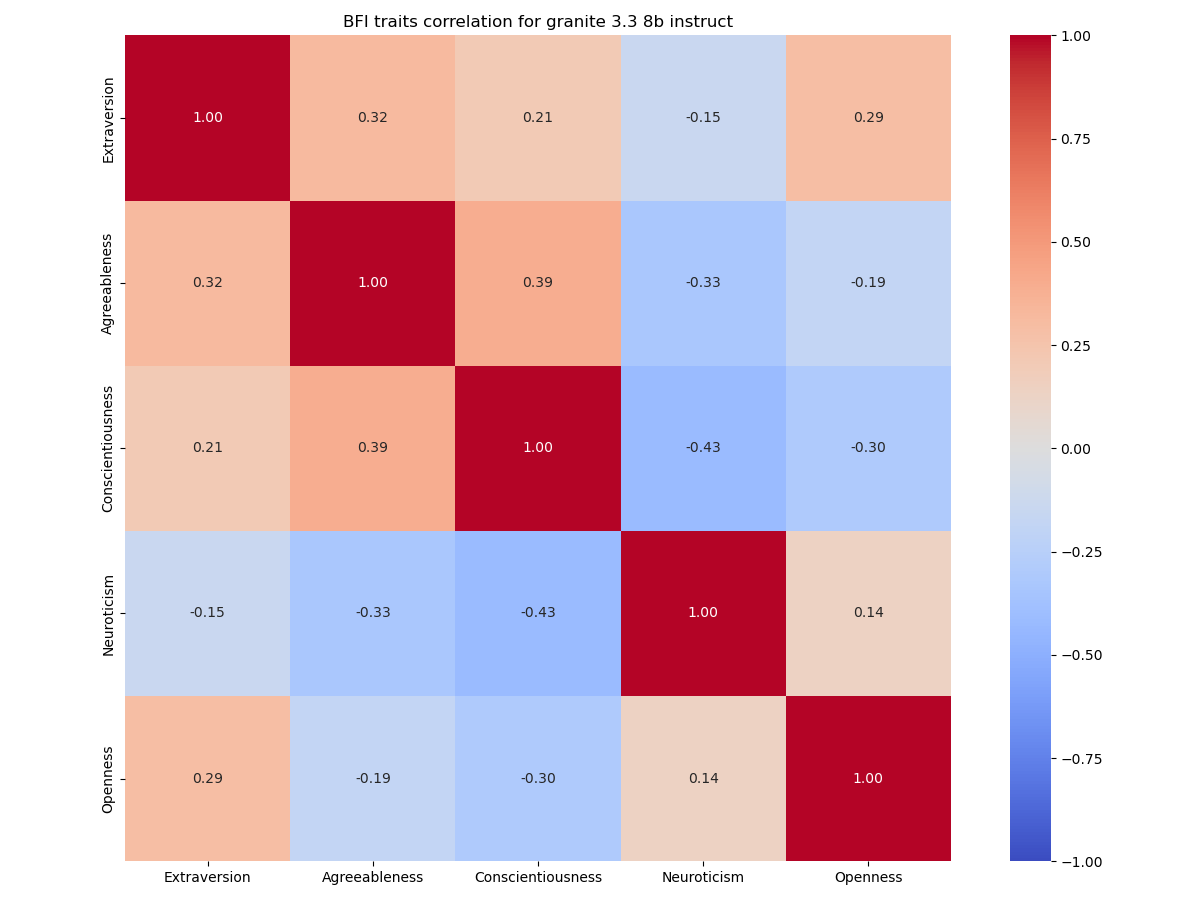 BFI traits correlation for granite 3.3 8b instruct
Extraversion 1.00 0.32 0.21 -0.15 0.29
Agreeableness 0.32 1.00 0.39 -0.33 -0.19
Conscientiousness 0.21 0.39 1.00 -0.43 -0.30
Neuroticism -0.15 -0.33 -0.43 1.00 0.14
Openness 0.29 -0.19 -0.30 0.14 1.00
Extraversion Agreeableness Conscientiousness Neuroticism Openness
1.00
0.75
0.50
0.25
0.00
−0.25
−0.50
−0.75
−1.00